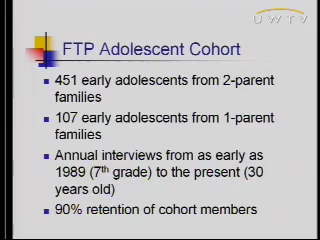 UWTV
FTP Adolescent Cohort
451 early adolescents from 2-parent
families
107 early adolescents from 1-parent
families
Annual interviews from as early as
1989 (7th grade) to the present (30
years old)
90% retention of cohort members